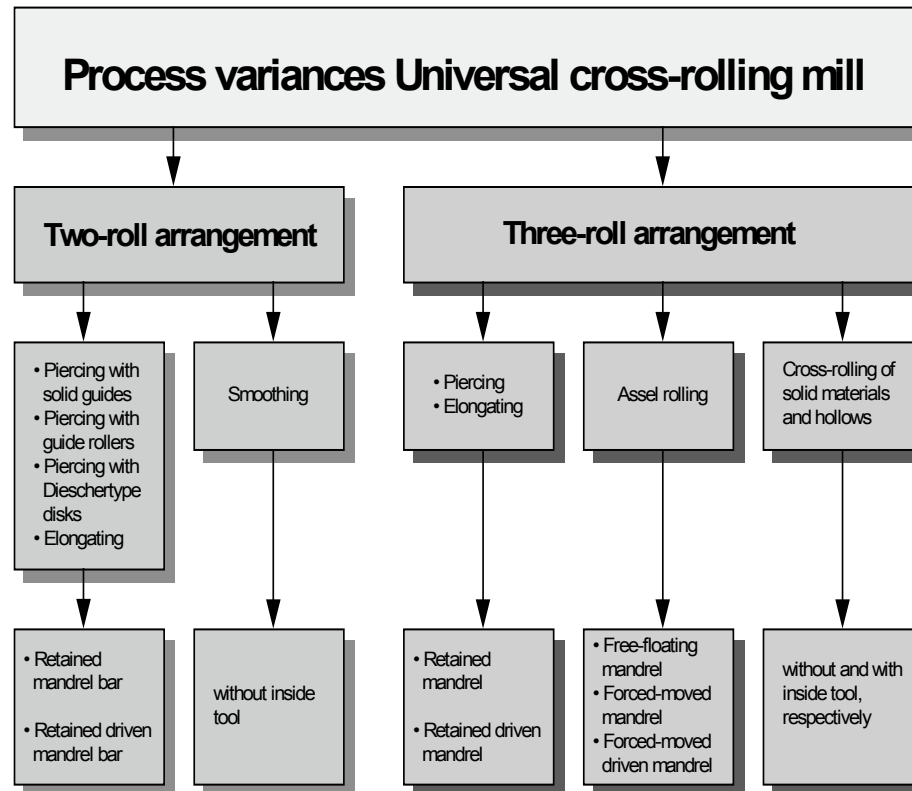 Process variances Universal cross-rolling mill
Two-roll arrangement
Three-roll arrangement
• Piercing with
solid guides
• Piercing with
guide rollers
• Piercing with
Dieschertype
disks
• Elongating
Smoothing
• Piercing
• Elongating
Assel rolling
Cross-rolling of
solid materials
and hollows
• Retained
mandrel bar
• Retained driven
mandrel bar
without inside
tool
• Retained
mandrel
• Retained driven
mandrel
• Free-floating
mandrel
• Forced-moved
mandrel
• Forced-moved
driven mandrel
without and with
inside tool,
respectively